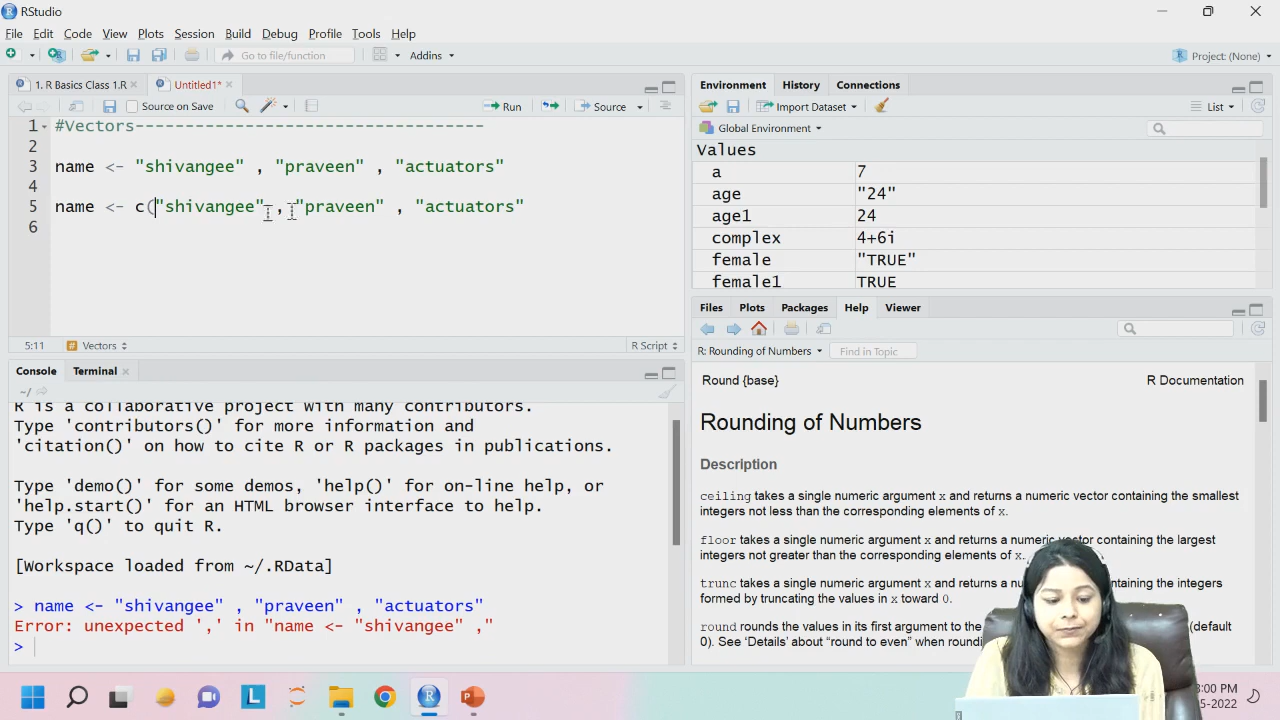 RStudio
File Edit Code View Plots Session Build Debug Profile Tools Help
Go to file/function Addins Project: (None)
1. R Basics Class 1.R Untitled1*
Source on Save Run Source
1 #Vectors-----------------------------------
2
3 name <- "shivangee" , "praveen" , "actuators"
4
5 name <- c("shivangee" , "praveen" , "actuators"
6
5:11 # Vectors R Script
Console Terminal
~/
R is a collaborative project with many contributors.
Type 'contributors()' for more information and
'citation()' on how to cite R or R packages in publications.
Type 'demo()' for some demos, 'help()' for on-line help, or
'help.start()' for an HTML browser interface to help.
Type 'q()' to quit R.
[Workspace loaded from ~/.RData]
> name <- "shivangee" , "praveen" , "actuators"
Error: unexpected ',' in "name <- "shivangee" ,"
>
Environment History Connections
Import Dataset List
Global Environment
Values
a 7
age "24"
age1 24
complex 4+6i
female "TRUE"
female1 TRUE
Files Plots Packages Help Viewer
R: Rounding of Numbers Find in Topic
Round {base} R Documentation
Rounding of Numbers
Description
ceiling takes a single numeric argument x and returns a numeric vector containing the smallest
integers not less than the corresponding elements of x.
floor takes a single numeric argument x and returns a numeric vector containing the largest
integers not greater than the corresponding elements of x.
trunc takes a single numeric argument x and returns a containing the integers
formed by truncating the values in x toward 0.
round rounds the values in its first argument to the (default
0). See 'Details' about "round to even" when
:00 PM
-2022